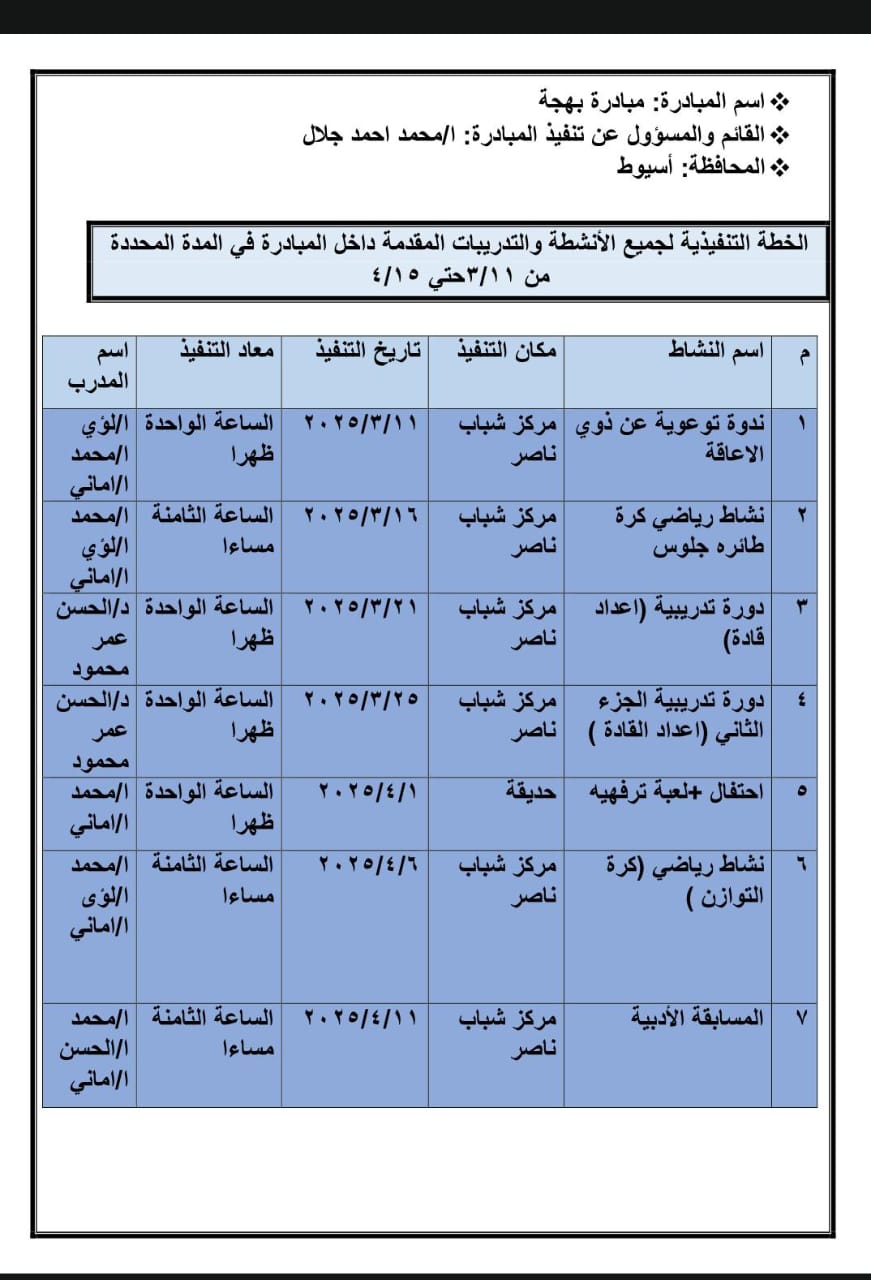 ❖ اسم المبادرة: مبادرة بهجة
❖ القائم والمسؤول عن تنفيذ المبادرة: ا/محمد احمد جلال
❖ المحافظة: أسيوط
الخطة التنفيذية لجميع الأنشطة والتدريبات المقدمة داخل المبادرة في المدة المحددة
من ٣/١١حتي ٤/١٥
م اسم النشاط مكان التنفيذ تاريخ التنفيذ معاد التنفيذ اسم
المدرب
١ ندوة توعوية عن ذوي مركز شباب ٢٠٢٥/٣/١١ الساعة الواحدة ا/لؤي
الاعاقة ناصر ظهرا ا/محمد
ا/اماني
٢ نشاط رياضي كرة مركز شباب ٢٠٢٥/٣/١٦ الساعة الثامنة ا/محمد
طائره جلوس ناصر مساءا ا/لؤي
ا/اماني
٣ دورة تدريبية (اعداد مركز شباب ٢٠٢٥/٣/٢١ الساعة الواحدة د/الحسن
قادة) ناصر ظهرا عمر
محمود
٤ دورة تدريبية الجزء مركز شباب ٢٠٢٥/٣/٢٥ الساعة الواحدة د/الحسن
الثاني (اعداد القادة ) ناصر ظهرا عمر
محمود
٥ احتفال +لعبة ترفهيه حديقة ٢٠٢٥/٤/١ الساعة الواحدة ا/محمد
ظهرا ا/اماني
٦ نشاط رياضي (كرة مركز شباب ٢٠٢٥/٤/٦ الساعة الثامنة ا/محمد
التوازن ) ناصر مساءا ا/لؤى
ا/اماني
٧ المسابقة الأدبية مركز شباب ٢٠٢٥/٤/١١ الساعة الثامنة ا/محمد
ناصر مساءا ا/الحسن
ا/اماني